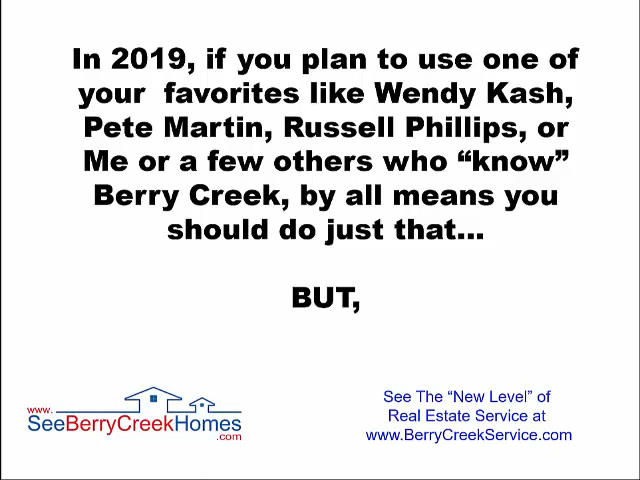 In 2019, if you plan to use one of
your favorites like Wendy Kash,
Pete Martin, Russell Phillips, or
Me or a few others who “know”
Berry Creek, by all means you
should do just that...
BUT,
www.
SeeBerryCreekHomes
.com
See The “New Level” of
Real Estate Service at
www.BerryCreekService.com